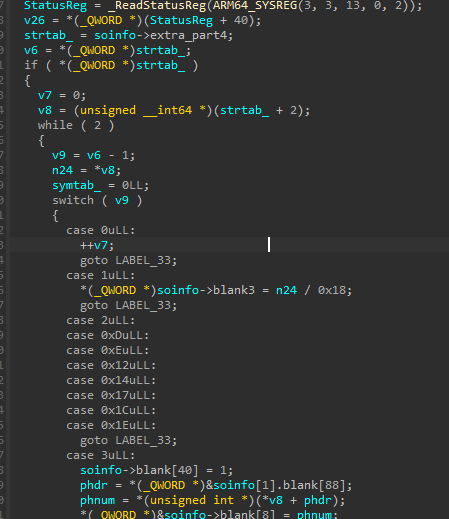 StatusReg = _ReadStatusReg(ARM64_SYSREG(3, 3, 13, 0, 2));
v26 = *(_QWORD *)(StatusReg + 40);
strtab_ = soinfo->extra_part4;
v6 = *(_QWORD *)strtab_;
if ( *(_QWORD *)strtab_ )
{
v7 = 0;
v8 = (unsigned __int64 *)(strtab_ + 2);
while ( 2 )
{
v9 = v6 - 1;
n24 = *v8;
symtab_ = 0LL;
switch ( v9 )
{
case 0uLL:
++v7;
goto LABEL_33;
case 1uLL:
*(_QWORD *)soinfo->blank3 = n24 / 0x18;
goto LABEL_33;
case 2uLL:
case 0xDuLL:
case 0xEuLL:
case 0x12uLL:
case 0x14uLL:
case 0x17uLL:
case 0x1CuLL:
case 0x1EuLL:
goto LABEL_33;
case 3uLL:
soinfo->blank[40] = 1;
phdr = *(_QWORD *)&soinfo[1].blank[88];
phnum = *(unsigned int *)(*v8 + phdr);
*(_QWORD *)&soinfo->blank[8] = phnum;